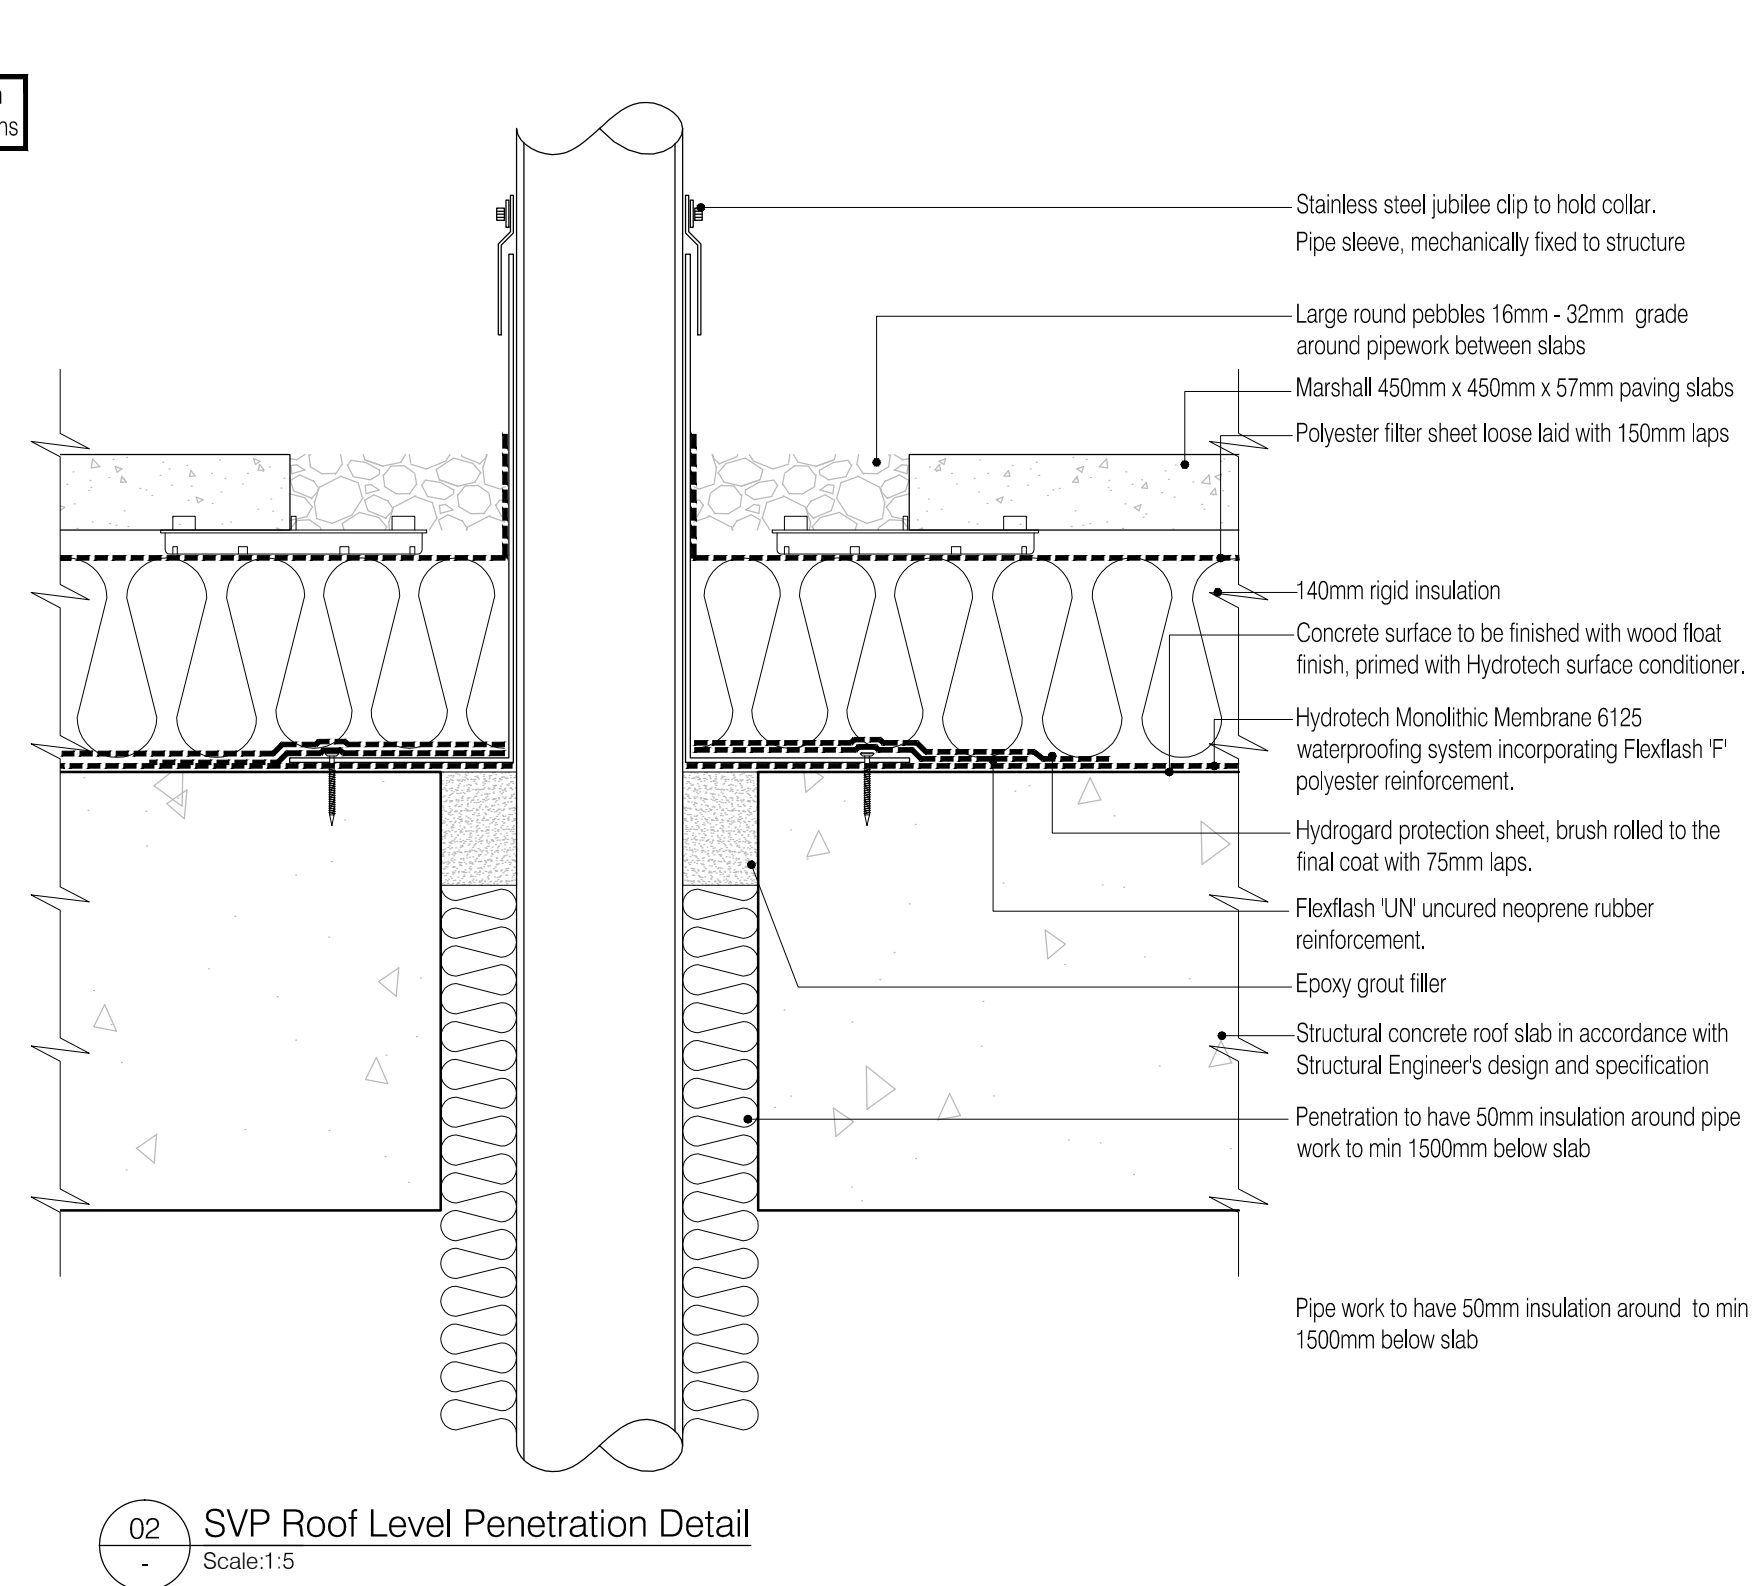 ns
Stainless steel jubilee clip to hold collar.
Pipe sleeve, mechanically fixed to structure
Large round pebbles 16mm - 32mm grade
around pipework between slabs
Marshall 450mm x 450mm x 57mm paving slabs
Polyester filter sheet loose laid with 150mm laps
140mm rigid insulation
Concrete surface to be finished with wood float
finish, primed with Hydrotech surface conditioner.
Hydrotech Monolithic Membrane 6125
waterproofing system incorporating Flexflash 'F'
polyester reinforcement.
Hydrogard protection sheet, brush rolled to the
final coat with 75mm laps.
Flexflash 'UN' uncured neoprene rubber
reinforcement.
Epoxy grout filler
Structural concrete roof slab in accordance with
Structural Engineer's design and specification
Penetration to have 50mm insulation around pipe
work to min 1500mm below slab
Pipe work to have 50mm insulation around to min
1500mm below slab
02
-
SVP Roof Level Penetration Detail
Scale:1:5